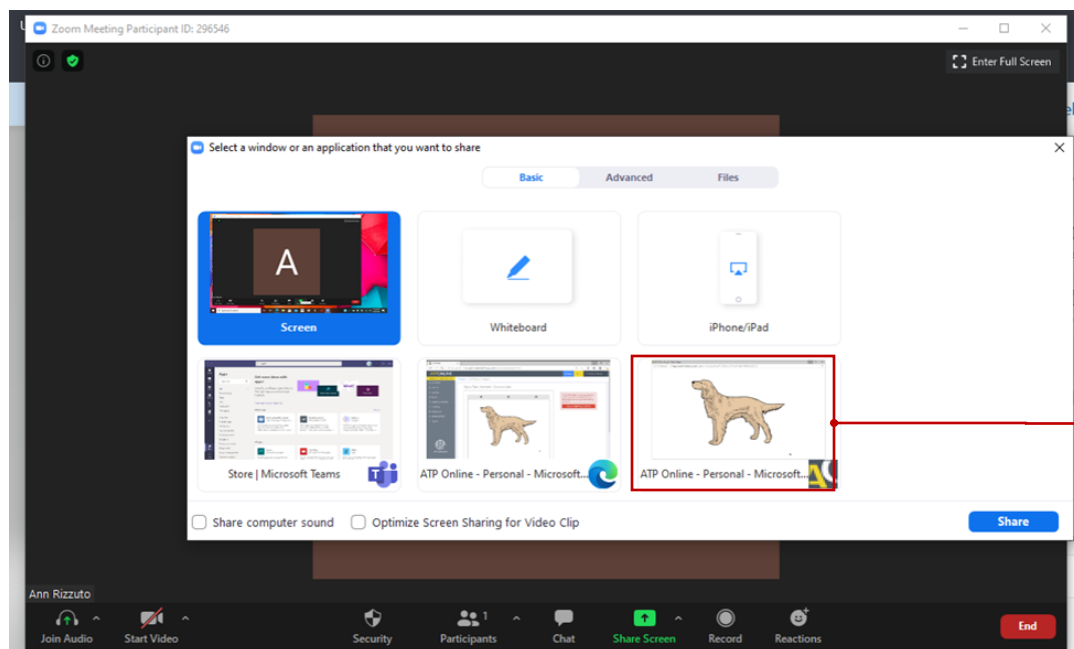 Zoom Meeting Participant ID: 296546
Enter Full Screen
Select a window or an application that you want to share
Basic
Advanced
Files
A
Screen
Whiteboard
iPhone/iPad
Store | Microsoft Teams
ATP Online - Personal - Microsoft...
ATP Online - Personal - Microsoft...
Share computer sound
Optimize Screen Sharing for Video Clip
Share
Ann Rizzuto
1
Join Audio
Start Video
Security
Participants
Chat
Share Screen
Record
Reactions
End